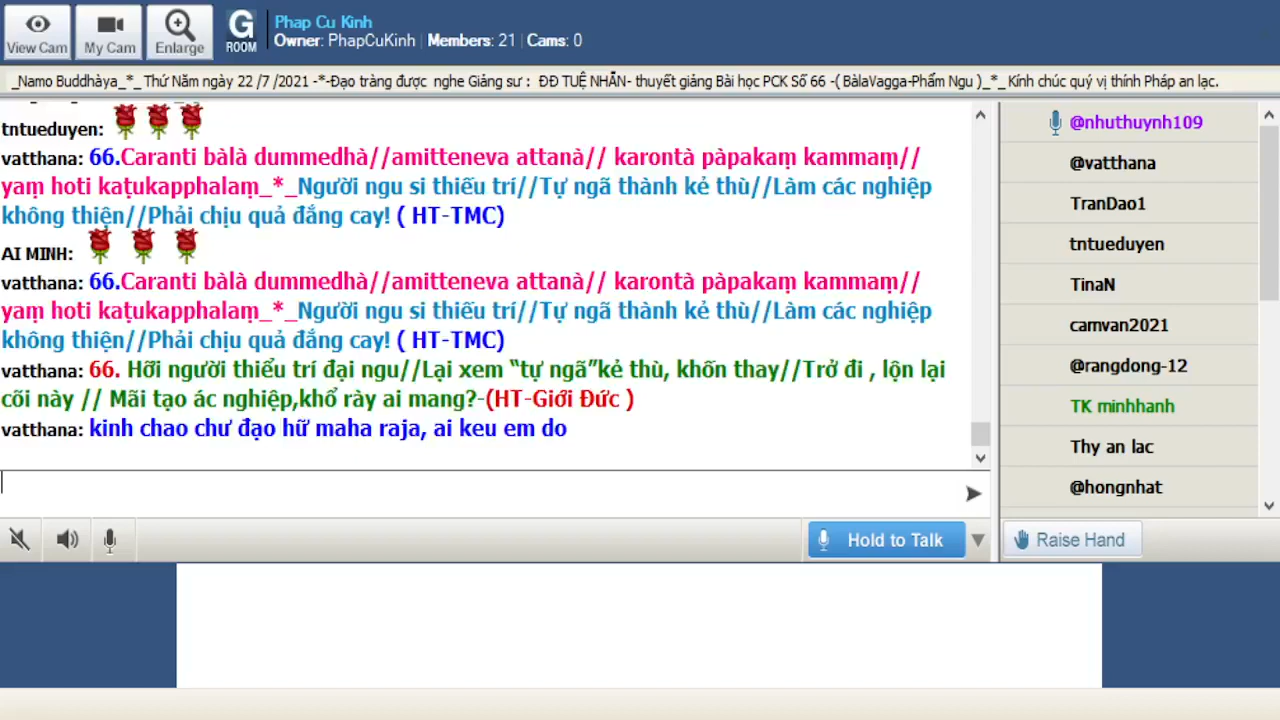 View Cam
My Cam
Enlarge
G
ROOM
Phap Cu Kinh
Owner: PhapCuKinh | Members: 21 | Cams: 0
_Namo Buddhàya_*_ Thứ Năm ngày 22 /7 /2021 -*-Đạo tràng được nghe Giảng sư : ĐĐ TUỆ NHẪN- thuyết giảng Bài học PCK Số 66 -( BàlaVagga-Phẩm Ngu )_*_ Kính chúc quý vị thính Pháp an lạc.
tntueduyen:
vatthana: 66.Caranti bàlà dummedhà//amitteneva attanà// karontà pàpakaṃ kammaṃ//
yaṃ hoti kaṭukapphalaṃ_*_Người ngu si thiếu trí//Tự ngã thành kẻ thù//Làm các nghiệp
không thiện//Phải chịu quả đắng cay! ( HT-TMC)
AI MINH:
vatthana: 66.Caranti bàlà dummedhà//amitteneva attanà// karontà pàpakaṃ kammaṃ//
yaṃ hoti kaṭukapphalaṃ_*_Người ngu si thiếu trí//Tự ngã thành kẻ thù//Làm các nghiệp
không thiện//Phải chịu quả đắng cay! ( HT-TMC)
vatthana: 66. Hỡi người thiểu trí đại ngu//Lại xem “tự ngã”kẻ thù, khốn thay//Trở đi , lộn lại
cõi này // Mãi tạo ác nghiệp,khổ rày ai mang?-(HT-Giới Đức )
vatthana: kinh chao chư đạo hữ maha raja, ai keu em do
@nhuthuynh109
@vatthana
TranDao1
tntueduyen
TinaN
camvan2021
@rangdong-12
TK minhhanh
Thy an lac
@hongnhat
Hold to Talk
Raise Hand